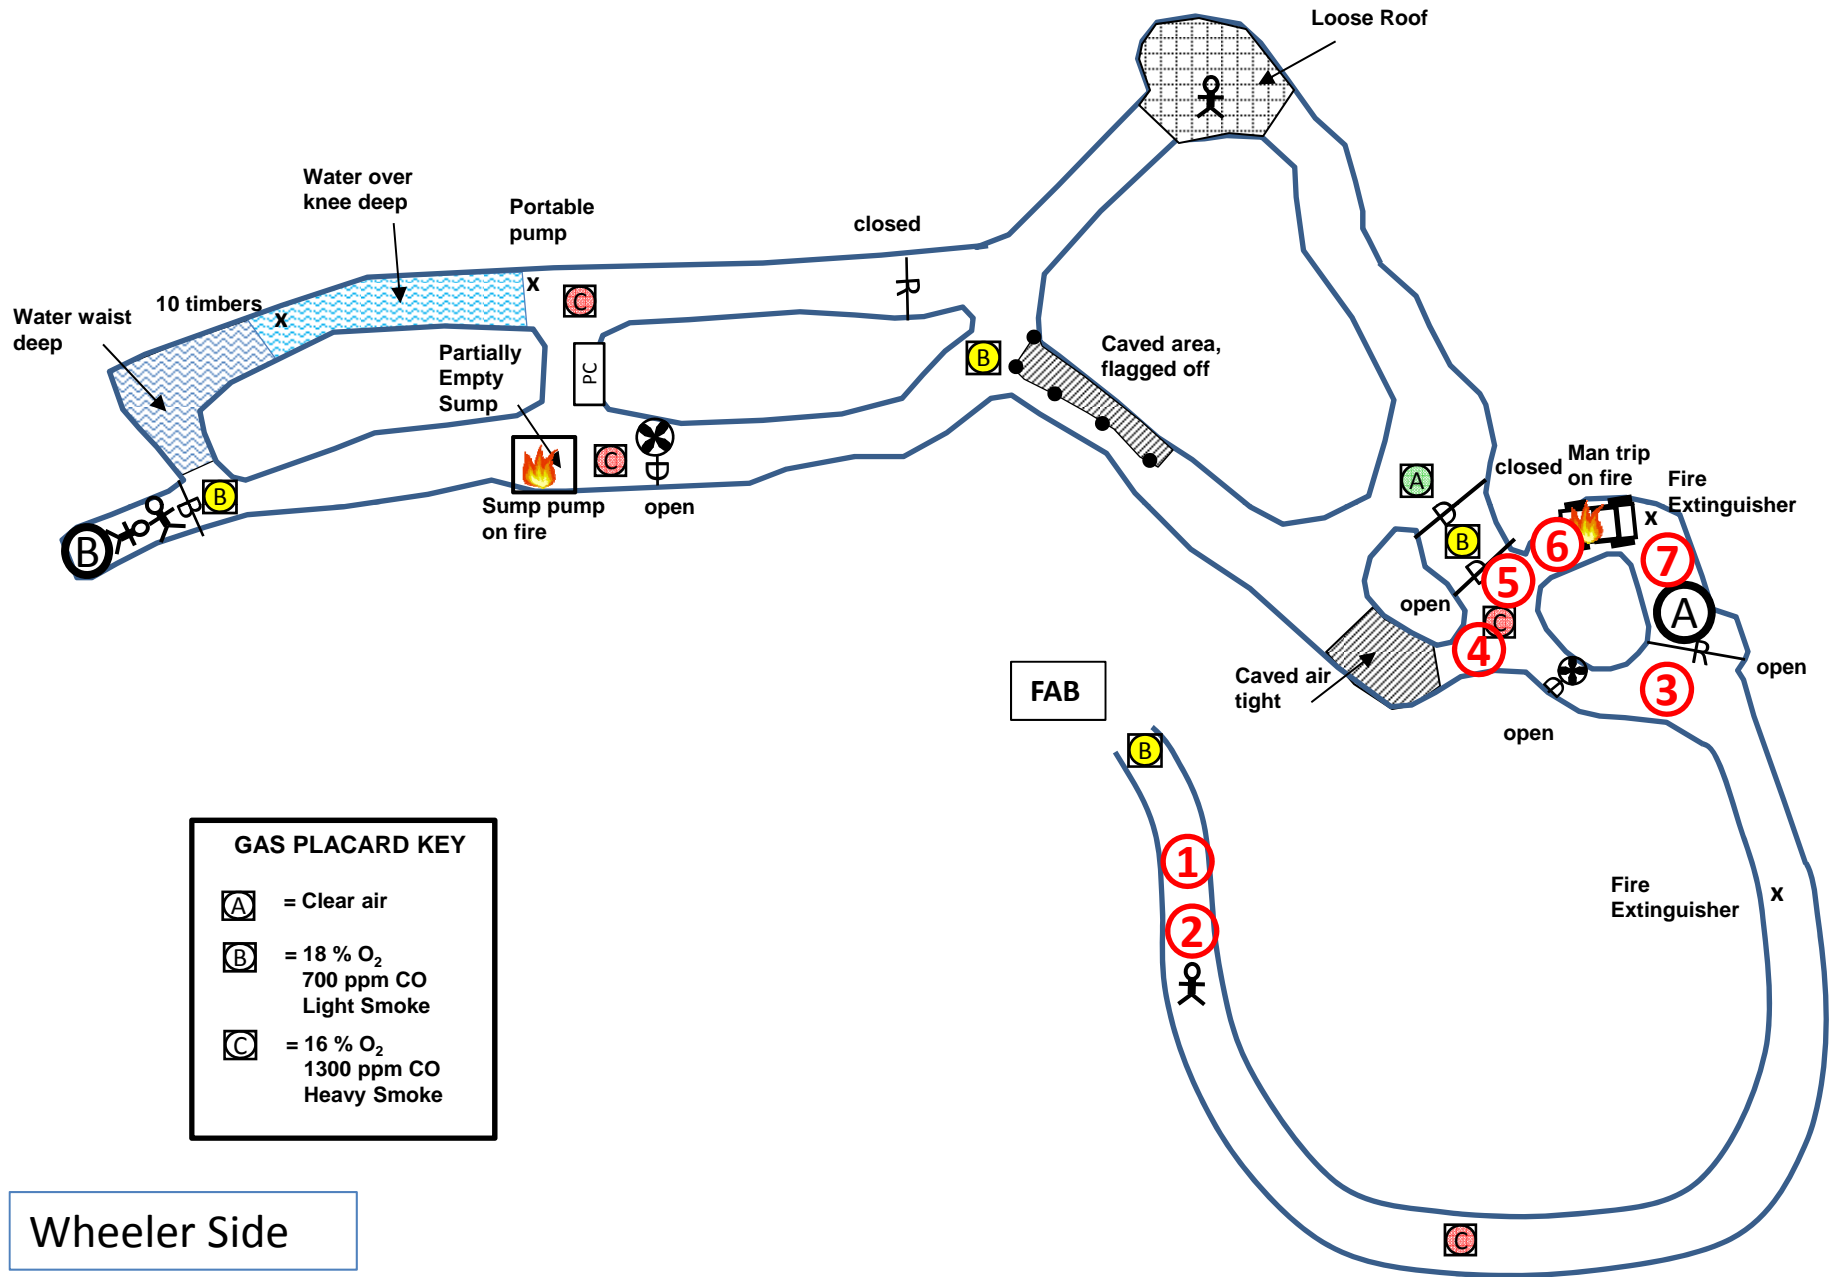 Loose Roof
Water over
knee deep
Portable
pump
closed
x
C
R
10 timbers
x
Water waist
deep
Partially
Empty
Sump
PC
B
Caved area,
flagged off
C
D
Sump pump
on fire
open
B
B
B
A
closed
D
B
D
open
Man trip
on fire
Fire
Extinguisher
x
6
7
5
C
4
A
R
open
3
D
open
Caved air
tight
FAB
B
1
2
Fire
Extinguisher
x
C
GAS PLACARD KEY
A = Clear air
B = 18 % O₂
700 ppm CO
Light Smoke
C = 16 % O₂
1300 ppm CO
Heavy Smoke
Wheeler Side